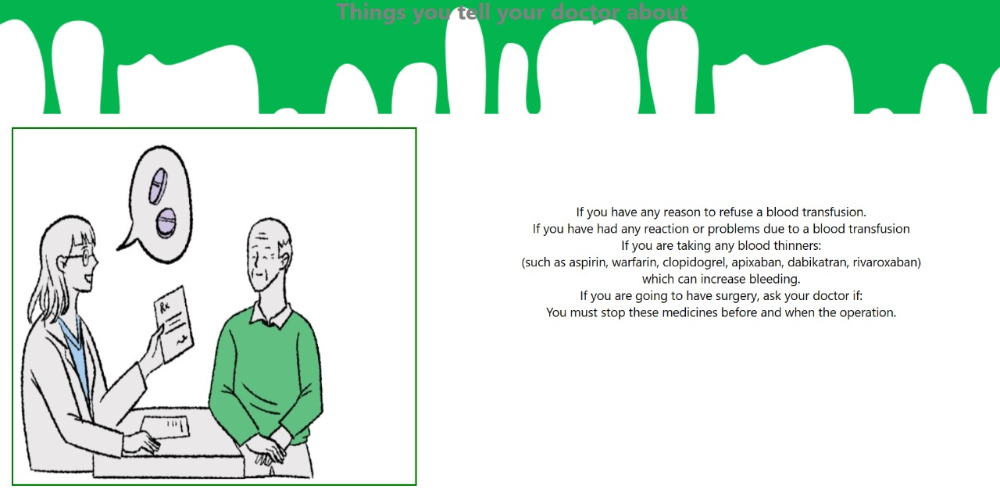 Things you tell your doctor about
Rx
If you have any reason to refuse a blood transfusion.
If you have had any reaction or problems due to a blood transfusion
If you are taking any blood thinners:
(such as aspirin, warfarin, clopidogrel, apixaban, dabikatran, rivaroxaban)
which can increase bleeding.
If you are going to have surgery, ask your doctor if:
You must stop these medicines before and when the operation.